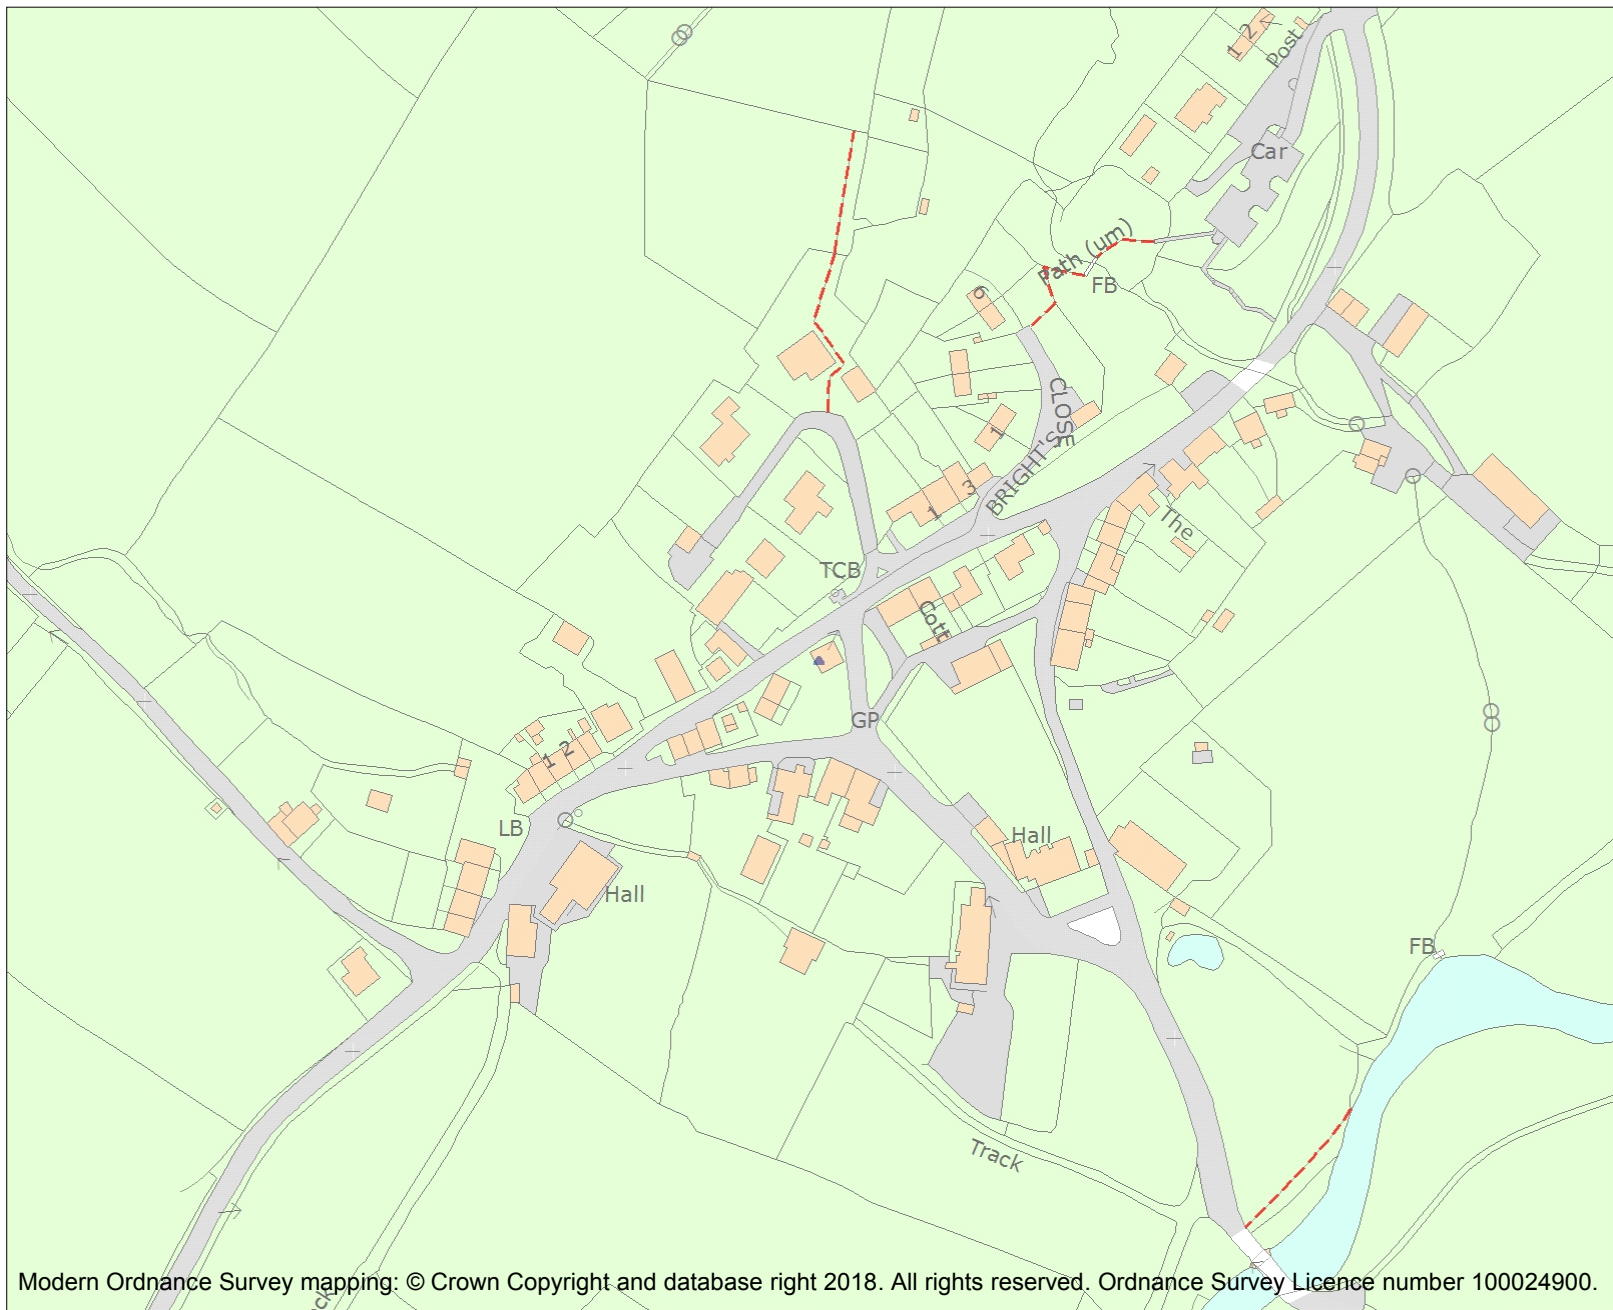 1 2
Post
Car
Path (um)
FB
6
CLOSE
1
BRIGHT'S
3
1
The
TCB
Cott
GP
1 2
LB
Hall
Hall
FB
Track
ck
Modern Ordnance Survey mapping: © Crown Copyright and database right 2018. All rights reserved. Ordnance Survey Licence number 100024900.